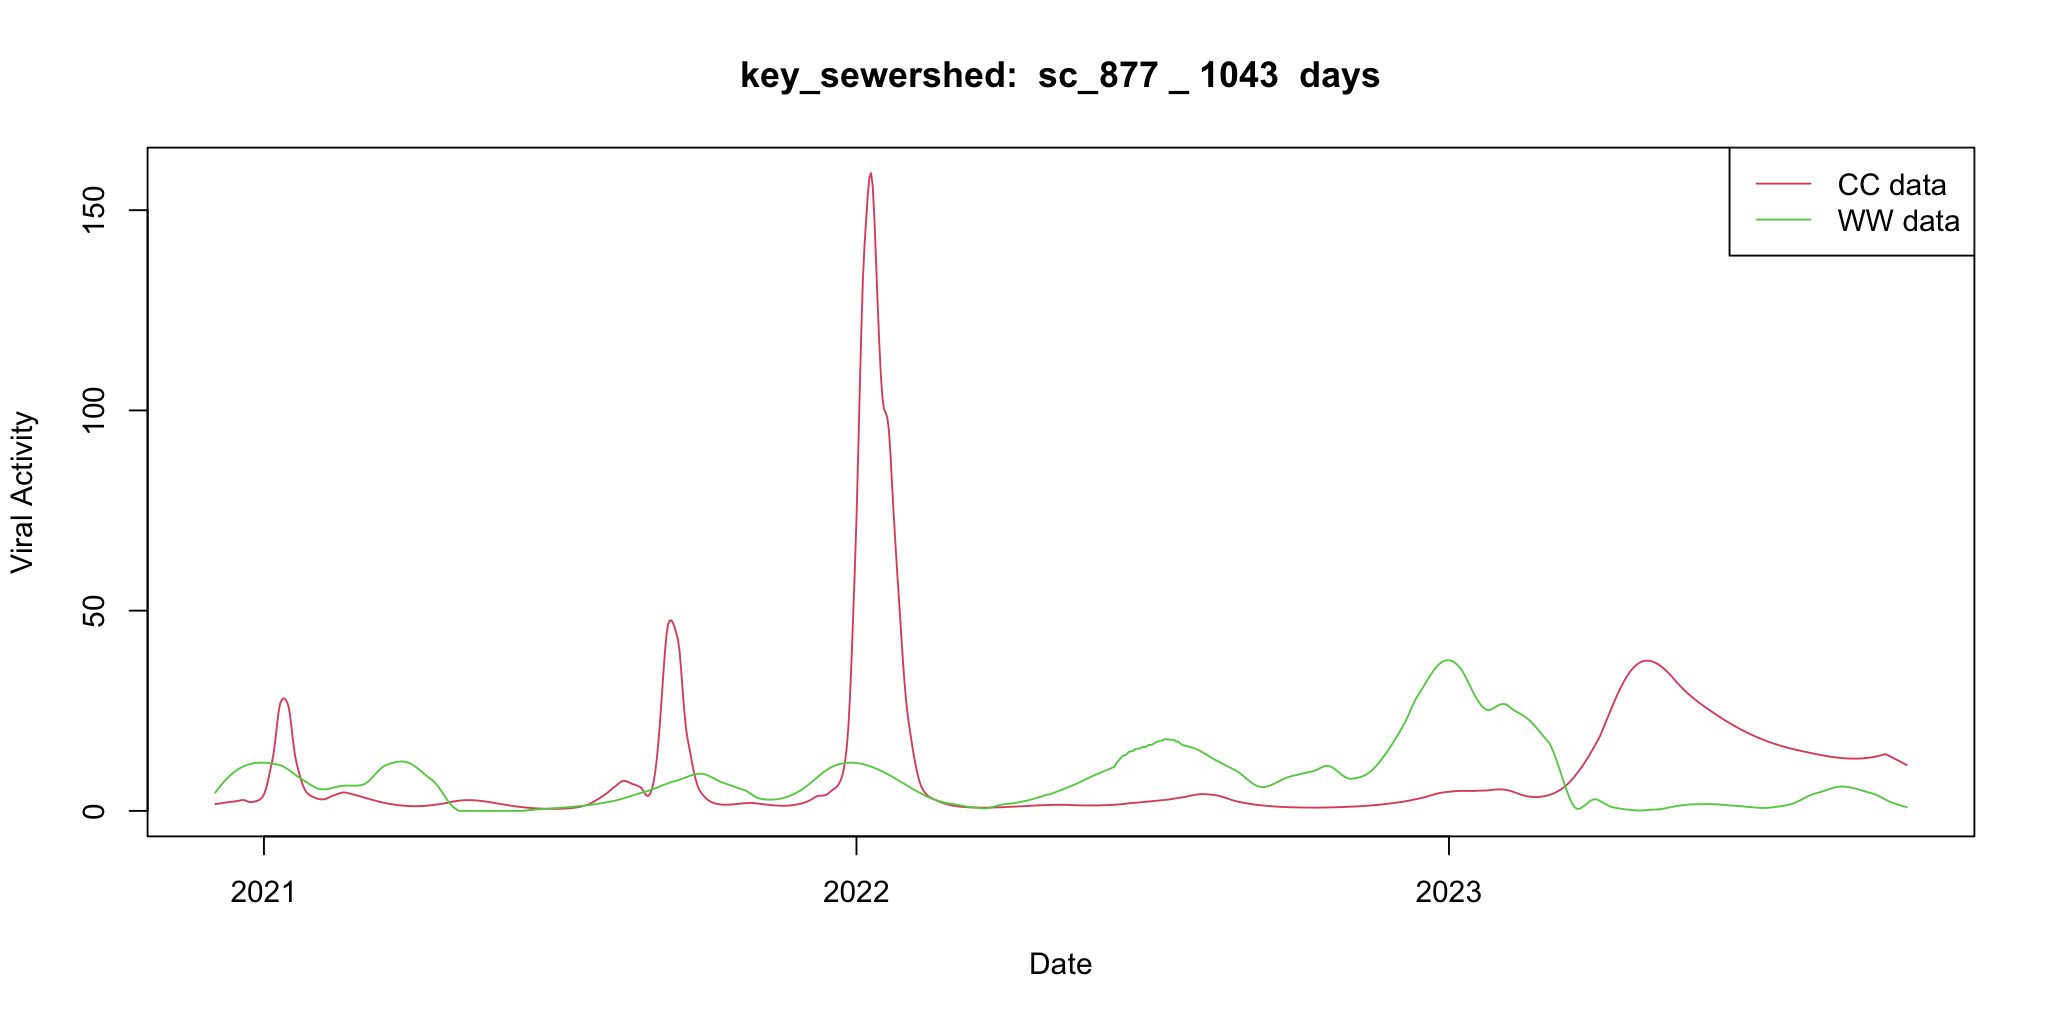 key_sewershed: sc_877 _ 1043 days
CC data
WW data
Viral Activity
150
100
50
0
2021 2022 2023
Date